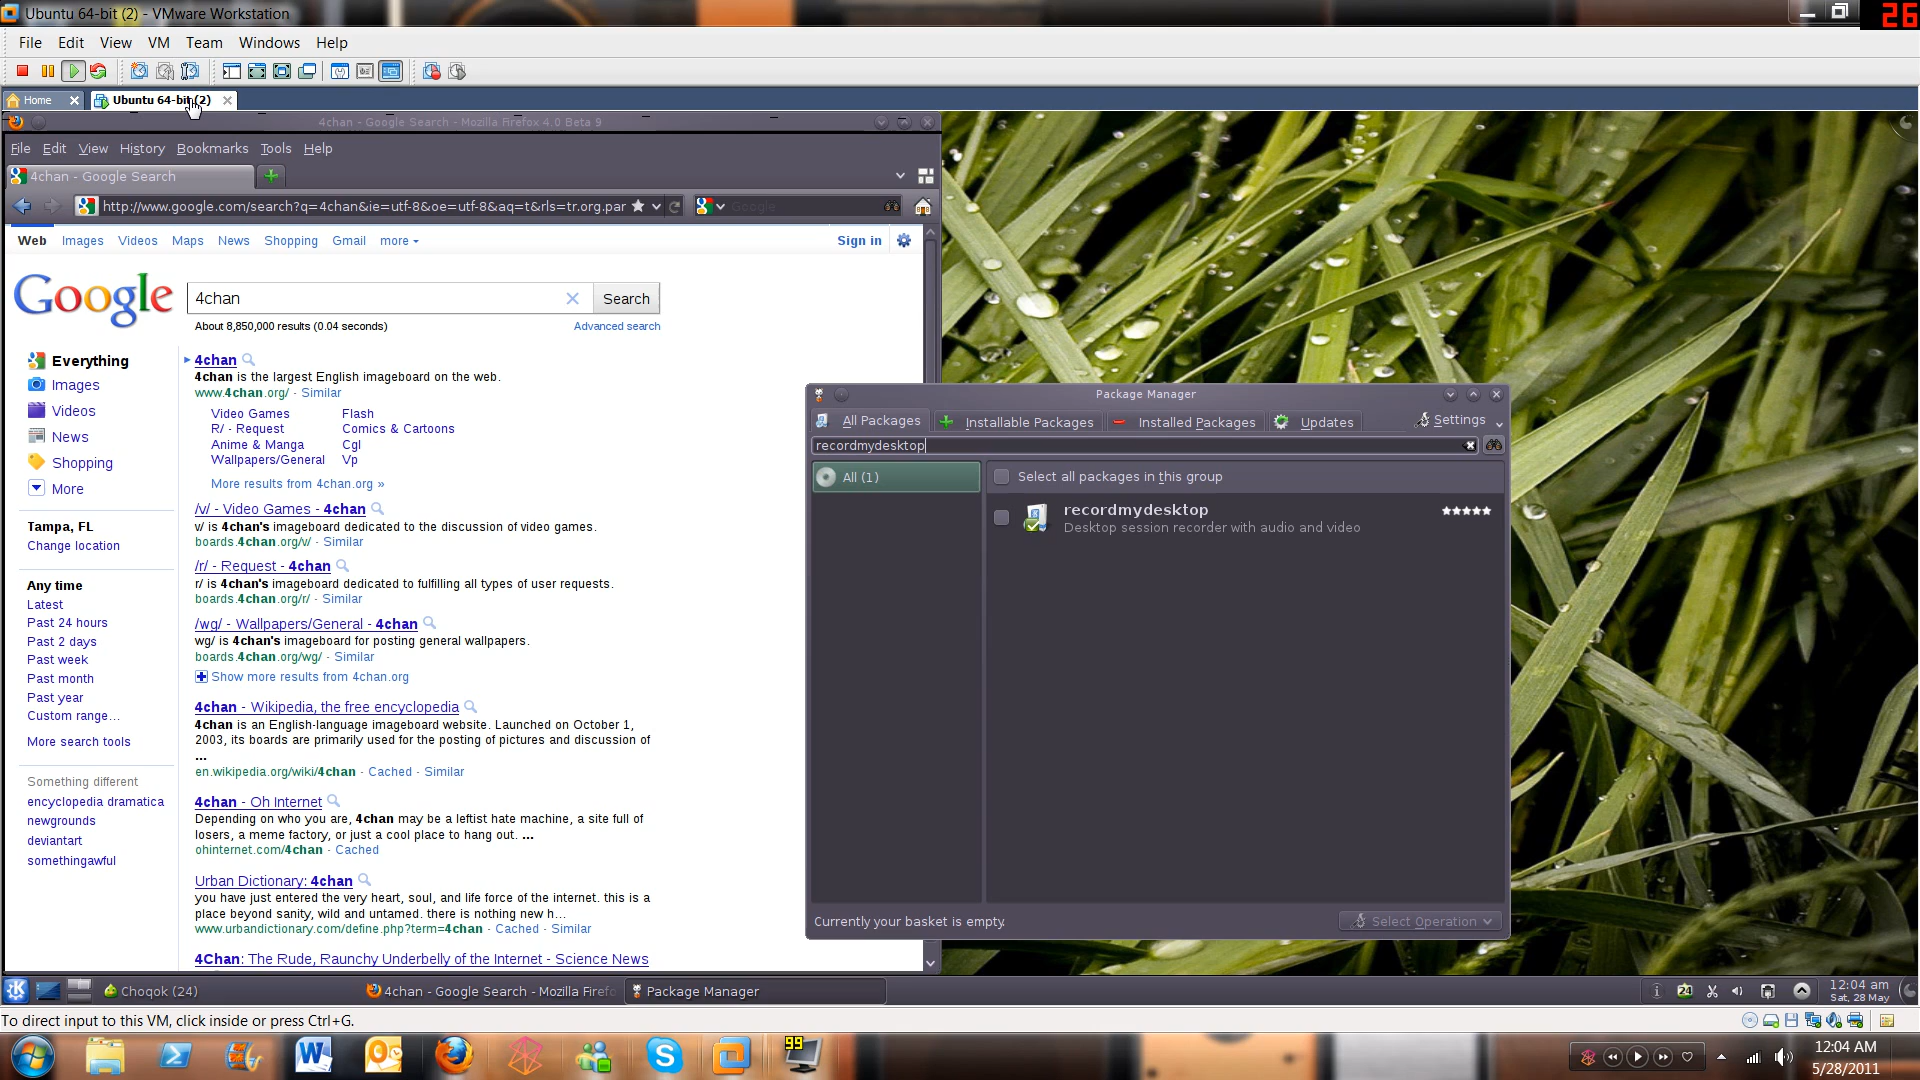 Ubuntu 64-bit (2) - VMware Workstation
26
File Edit View VM Team Windows Help
Home Ubuntu 64-bit (2)
4chan - Google Search - Mozilla Firefox 4.0 Beta 9
File Edit View History Bookmarks Tools Help
4chan - Google Search
http://www.google.com/search?q=4chan&ie=utf-8&oe=utf-8&aq=t&rls=tr.org.par Google
Web Images Videos Maps News Shopping Gmail more Sign in
Google 4chan Search
About 8,850,000 results (0.04 seconds) Advanced search
Everything
Images
Videos
News
Shopping
More
Tampa, FL
Change location
Any time
Latest
Past 24 hours
Past 2 days
Past week
Past month
Past year
Custom range...
More search tools
Something different
encyclopedia dramatica
newgrounds
deviantart
somethingawful
4chan
4chan is the largest English imageboard on the web.
www.4chan.org/ - Similar
Video Games Flash
R/ - Request Comics & Cartoons
Anime & Manga Cgl
Wallpapers/General Vp
More results from 4chan.org »
/v/ - Video Games - 4chan
v/ is 4chan's imageboard dedicated to the discussion of video games.
boards.4chan.org/v/ - Similar
/r/ - Request - 4chan
r/ is 4chan's imageboard dedicated to fulfilling all types of user requests.
boards.4chan.org/r/ - Similar
/wg/ - Wallpapers/General - 4chan
wg/ is 4chan's imageboard for posting general wallpapers.
boards.4chan.org/wg/ - Similar
Show more results from 4chan.org
4chan - Wikipedia, the free encyclopedia
4chan is an English-language imageboard website. Launched on October 1,
2003, its boards are primarily used for the posting of pictures and discussion of
...
en.wikipedia.org/wiki/4chan - Cached - Similar
4chan - Oh Internet
Depending on who you are, 4chan may be a leftist hate machine, a site full of
losers, a meme factory, or just a cool place to hang out. ...
ohinternet.com/4chan - Cached
Urban Dictionary: 4chan
you have just entered the very heart, soul, and life force of the internet. this is a
place beyond sanity, wild and untamed. there is nothing new h...
www.urbandictionary.com/define.php?term=4chan - Cached - Similar
4Chan: The Rude, Raunchy Underbelly of the Internet - Science News
Package Manager
All Packages Installable Packages Installed Packages Updates Settings
recordmydesktop
All (1) Select all packages in this group
recordmydesktop
Desktop session recorder with audio and video
Currently your basket is empty. Select Operation
Choqok (24) 4chan - Google Search - Mozilla Firefo Package Manager 24 12:04 am
Sat, 28 May
To direct input to this VM, click inside or press Ctrl+G.
99
12:04 AM
5/28/2011